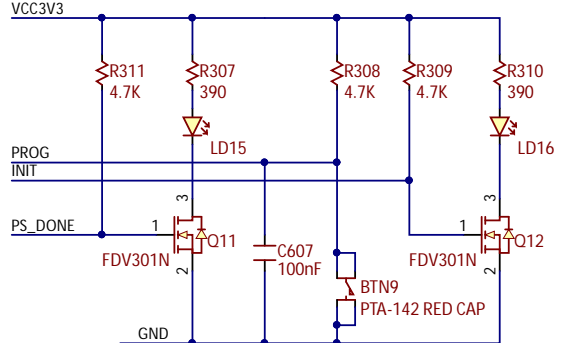 VCC3V3
R311
4.7K
R307
390
R308
4.7K
R309
4.7K
R310
390
LD15
LD16
PROG
INIT
PS_DONE
1
3
2
Q11
FDV301N
C607
100nF
1
3
2
Q12
FDV301N
BTN9
PTA-142 RED CAP
GND